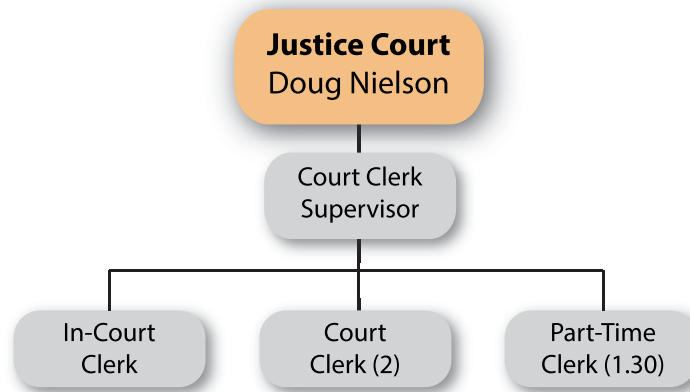 Justice Court
Doug Nielson
Court Clerk
Supervisor
In-Court
Clerk
Court
Clerk (2)
Part-Time
Clerk (1.30)